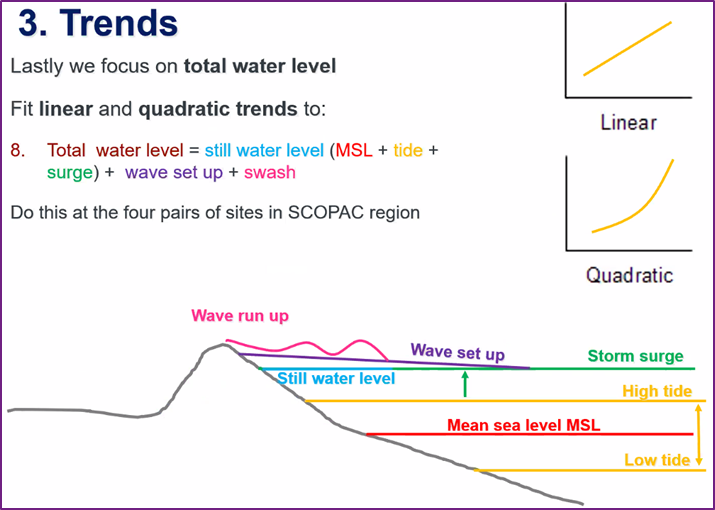 3. Trends
Lastly we focus on total water level
Fit linear and quadratic trends to:
8. Total water level = still water level (MSL + tide +
surge) + wave set up + swash
Do this at the four pairs of sites in SCOPAC region
Linear
Quadratic
Wave run up
Wave set up
Storm surge
Still water level
High tide
Mean sea level MSL
Low tide